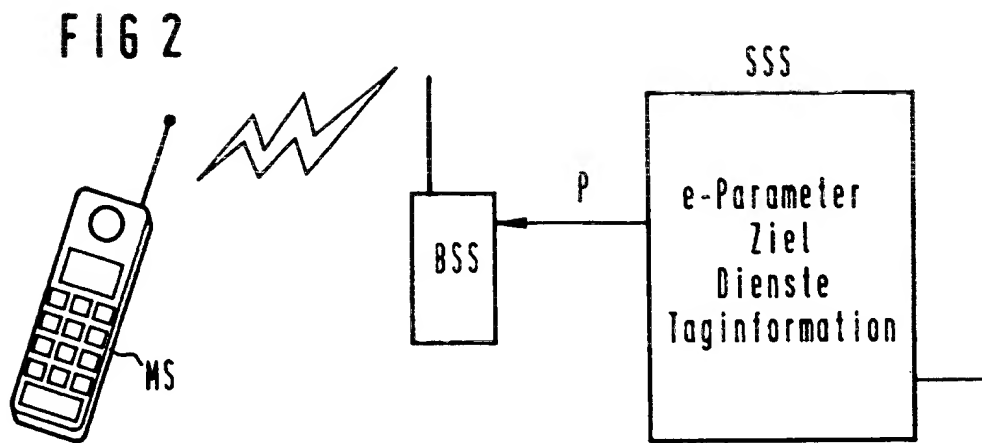 FIG 2
SSS
P
e-Parameter
Ziel
BSS
Dienste
Taginformation
MS